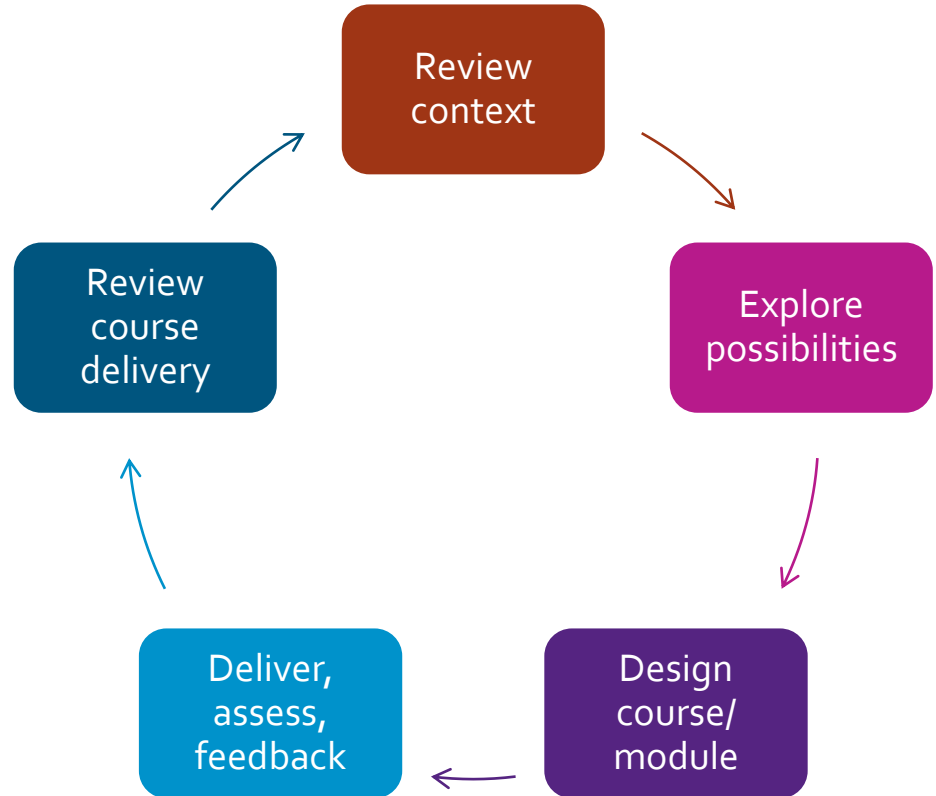 Review
context
Explore
possibilities
Design
course/
module
Deliver,
assess,
feedback
Review
course
delivery